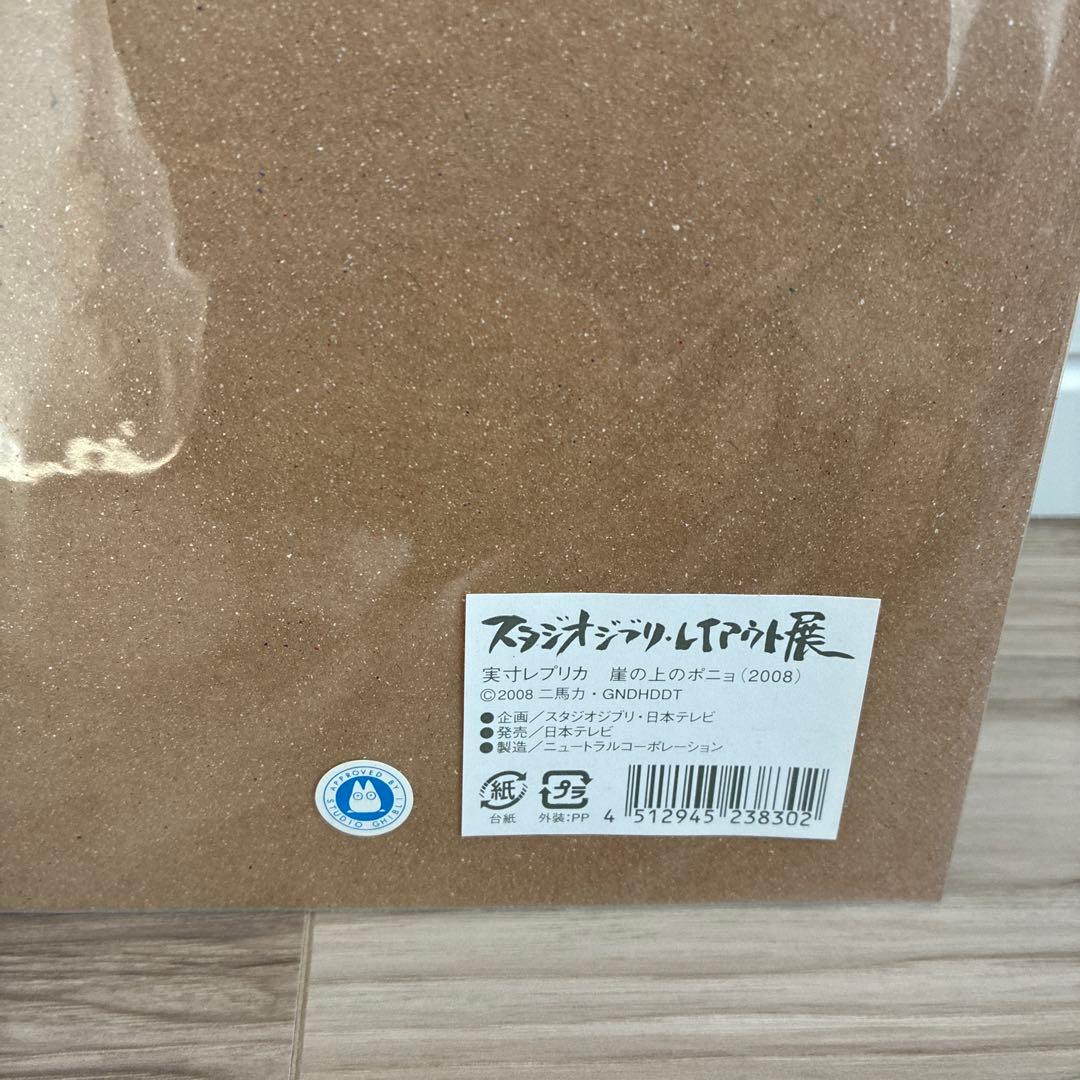 スタジオジブリ・レイアウト展
実寸レプリカ 崖の上のポニョ(2008)
©2008 二馬力・GNDHDDT
●企画/スタジオジブリ・日本テレビ
●発売/日本テレビ
●製造/ニュートラルコーポレーション
紙 プラ
台紙 外装:PP
4 512945 238302
APPROVED BY
STUDIO GHIBLI